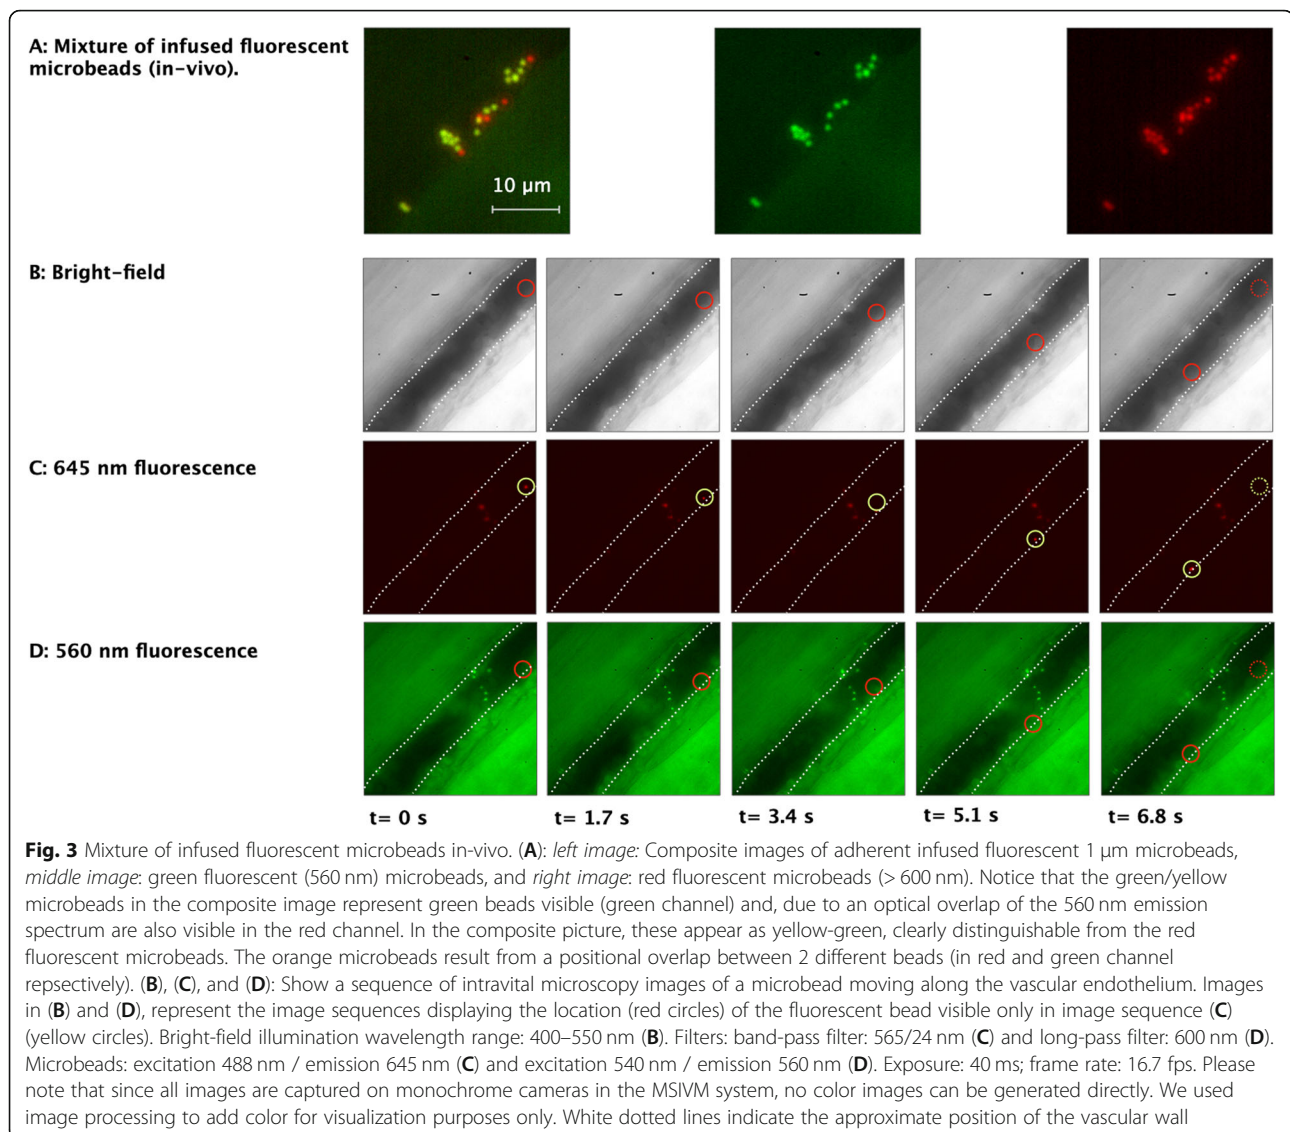 A: Mixture of infused fluorescent
microbeads (in-vivo).
10 µm
B: Bright-field
C: 645 nm fluorescence
D: 560 nm fluorescence
t= 0 s
t= 1.7 s
t= 3.4 s
t= 5.1 s
t= 6.8 s
Fig. 3 Mixture of infused fluorescent microbeads in-vivo. (A): left image: Composite images of adherent infused fluorescent 1 µm microbeads,
middle image: green fluorescent (560 nm) microbeads, and right image: red fluorescent microbeads (> 600 nm). Notice that the green/yellow
microbeads in the composite image represent green beads visible (green channel) and, due to an optical overlap of the 560 nm emission
spectrum are also visible in the red channel. In the composite picture, these appear as yellow-green, clearly distinguishable from the red
fluorescent microbeads. The orange microbeads result from a positional overlap between 2 different beads (in red and green channel
repsectively). (B), (C), and (D): Show a sequence of intravital microscopy images of a microbead moving along the vascular endothelium. Images
in (B) and (D), represent the image sequences displaying the location (red circles) of the fluorescent bead visible only in image sequence (C)
(yellow circles). Bright-field illumination wavelength range: 400–550 nm (B). Filters: band-pass filter: 565/24 nm (C) and long-pass filter: 600 nm (D).
Microbeads: excitation 488 nm / emission 645 nm (C) and excitation 540 nm / emission 560 nm (D). Exposure: 40 ms; frame rate: 16.7 fps. Please
note that since all images are captured on monochrome cameras in the MSIVM system, no color images can be generated directly. We used
image processing to add color for visualization purposes only. White dotted lines indicate the approximate position of the vascular wall